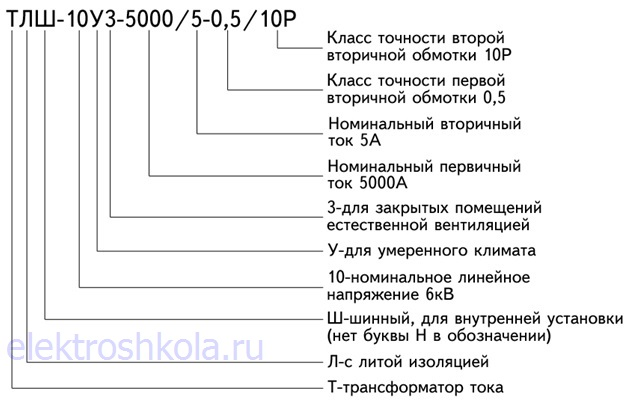 ТЛШ-10У3-5000/5-0,5/10Р
Класс точности второй
вторичной обмотки 10Р
Класс точности первой
вторичной обмотки 0,5
Номинальный вторичный
ток 5А
Номинальный первичный
ток 5000А
3-для закрытых помещений
естественной вентиляцией
У-для умеренного климата
10-номинальное линейное
напряжение 6кВ
Ш-шинный, для внутренней установки
(нет буквы Н в обозначении)
elektroshkola.ru
Л-с литой изоляцией
Т-трансформатор тока